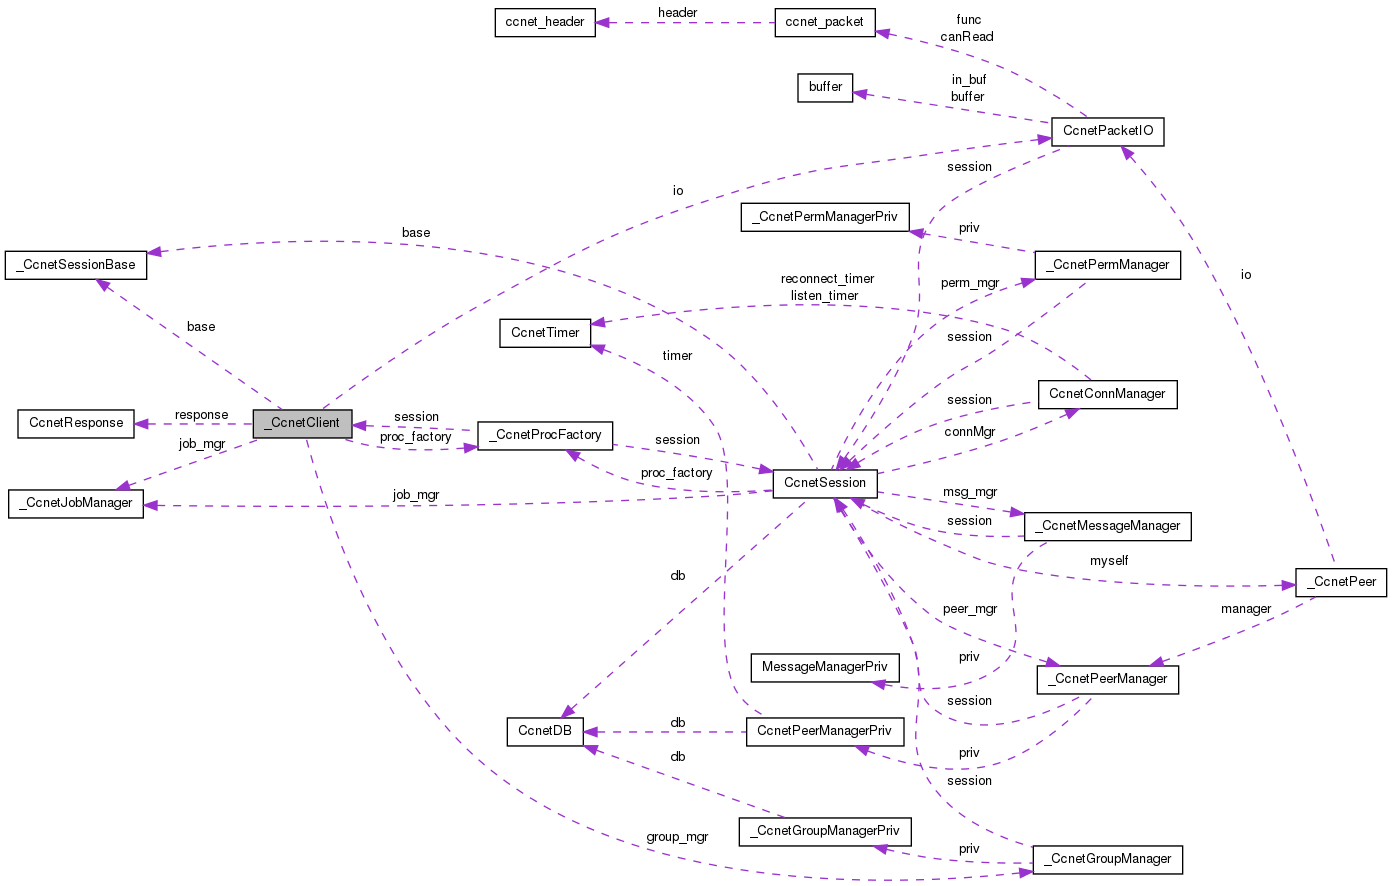 ccnet_header
header
ccnet_packet
func
canRead
buffer
in_buf
buffer
CcnetPacketIO
io
session
_CcnetPermManagerPriv
priv
base
_CcnetSessionBase
_CcnetPermManager
io
reconnect_timer
listen_timer
perm_mgr
base
CcnetTimer
timer
session
CcnetResponse
response
_CcnetClient
session
proc_factory
job_mgr
_CcnetProcFactory
session
session
connMgr
CcnetConnManager
proc_factory
CcnetSession
_CcnetJobManager
job_mgr
msg_mgr
session
_CcnetMessageManager
myself
_CcnetPeer
db
peer_mgr
manager
MessageManagerPriv
priv
_CcnetPeerManager
session
CcnetDB
db
CcnetPeerManagerPriv
priv
db
session
_CcnetGroupManagerPriv
group_mgr
priv
_CcnetGroupManager